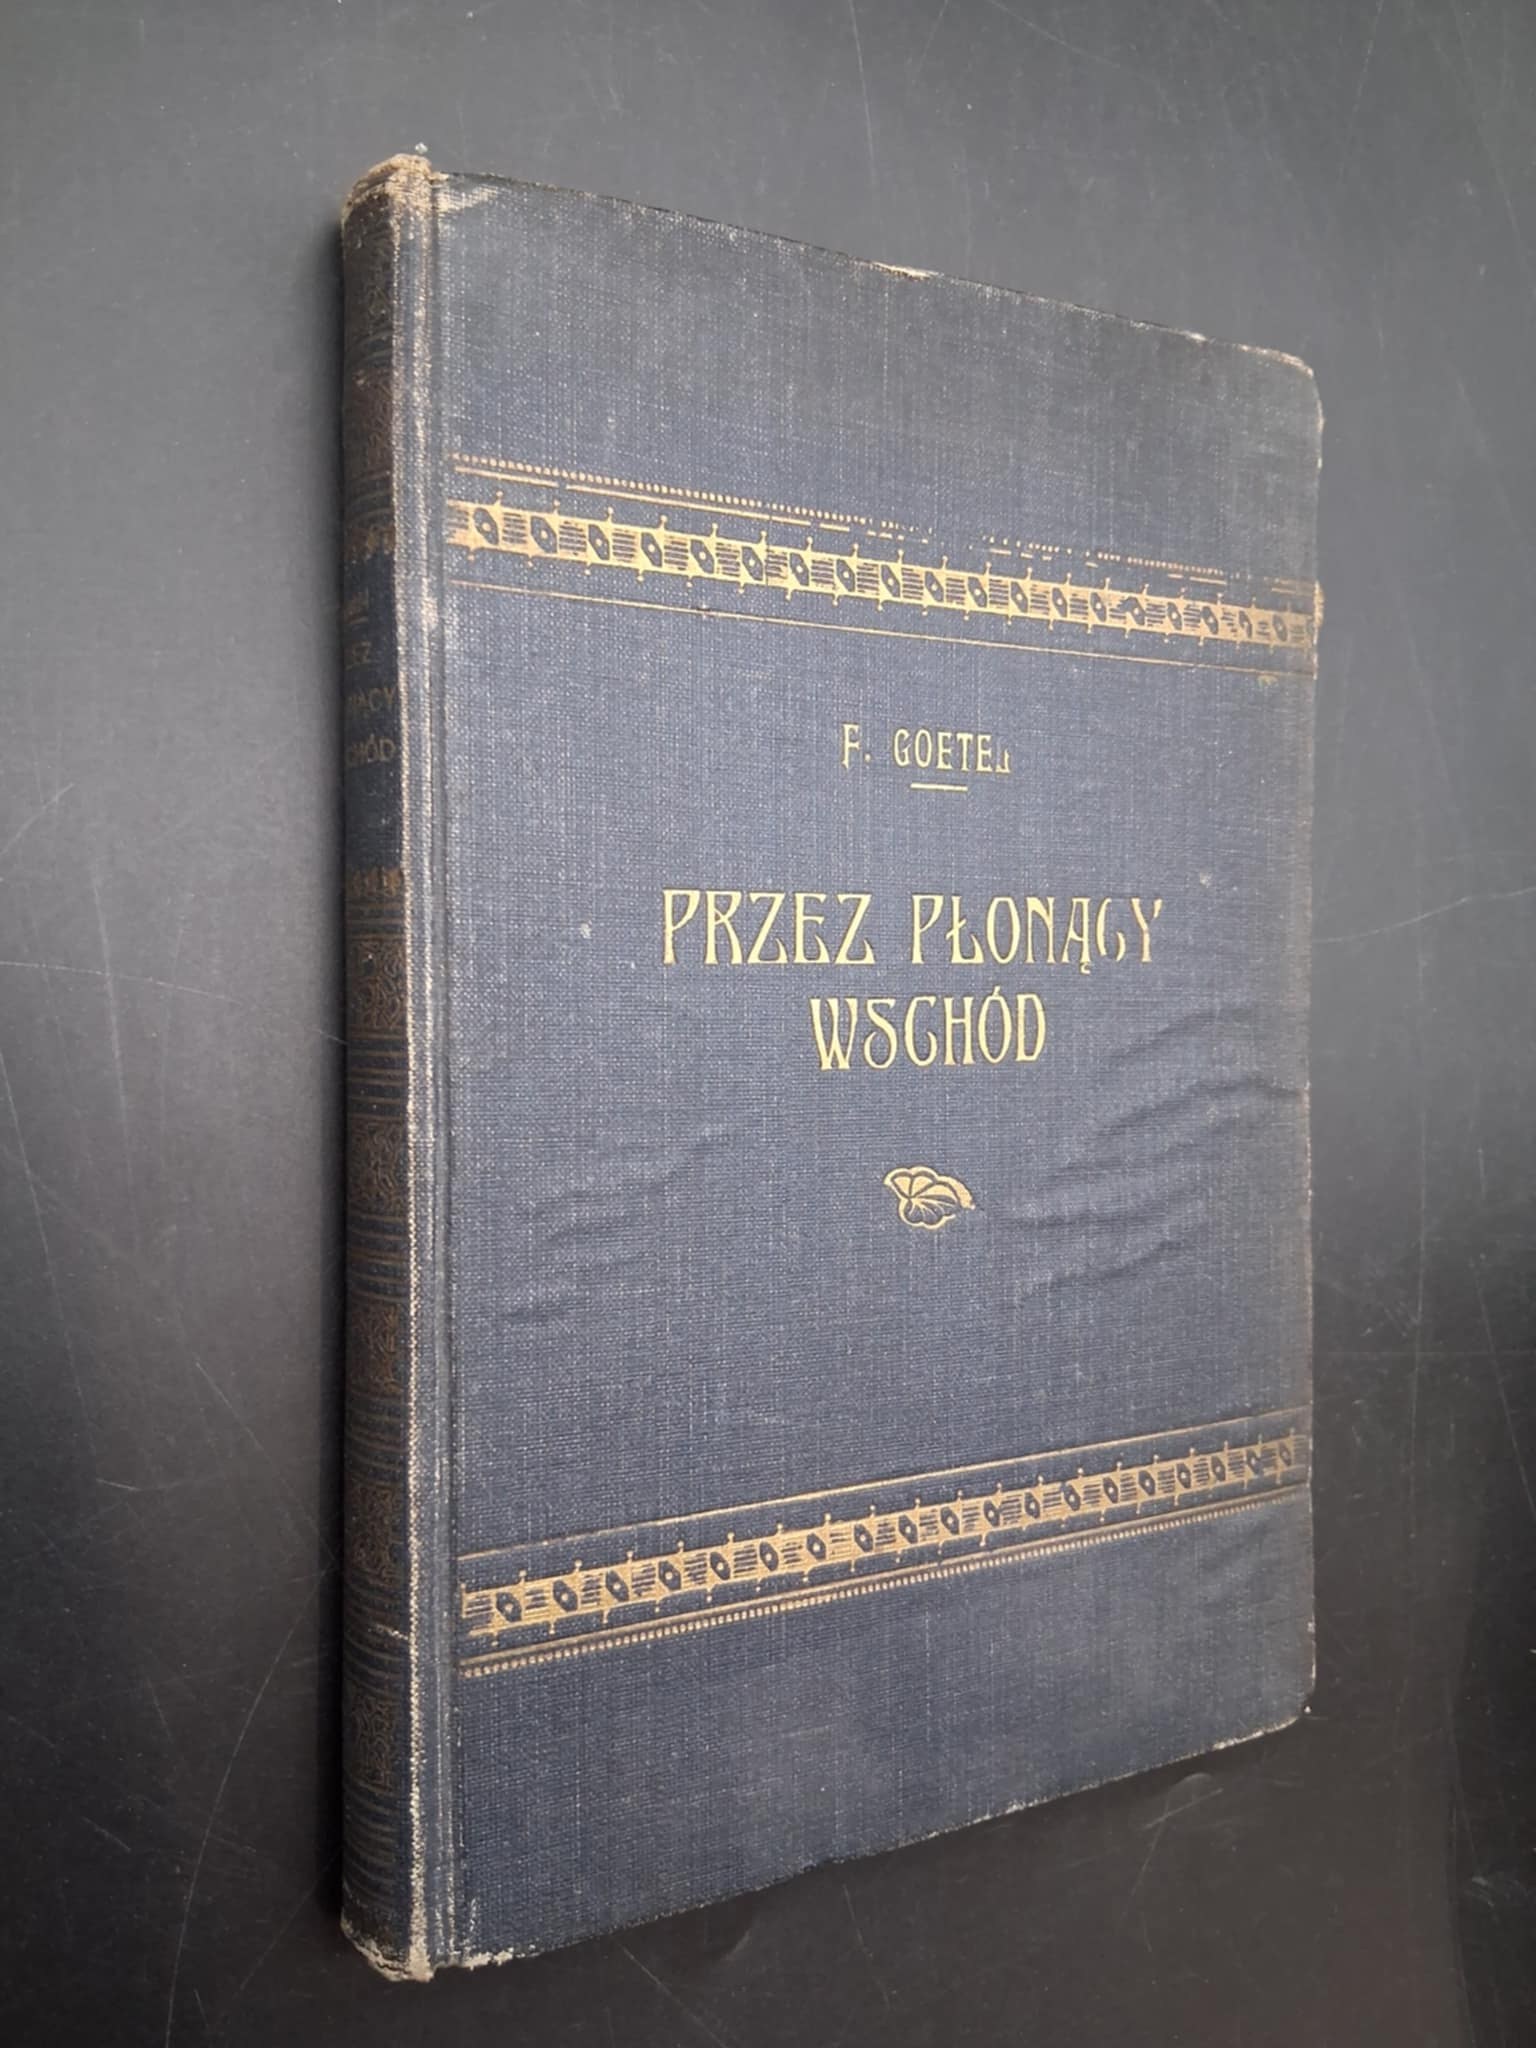 F. GOETEL
PRZEZ PŁONĄCY
WSCHÓD